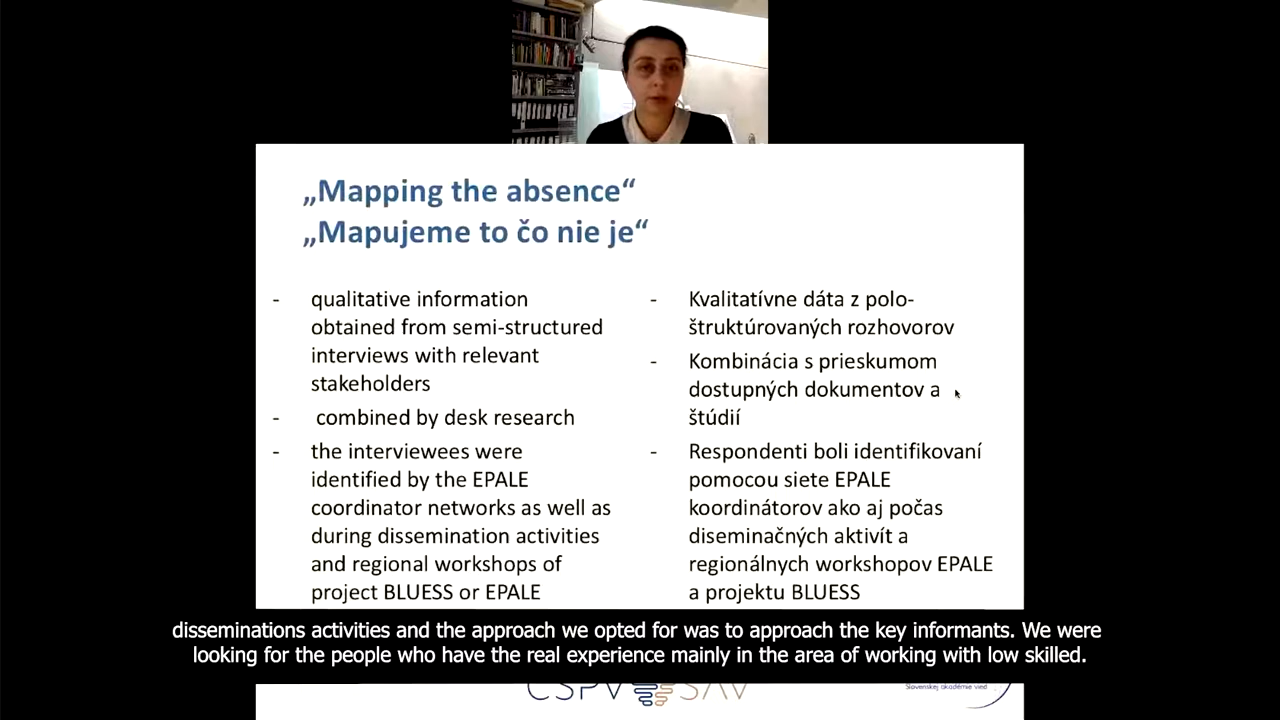 „Mapping the absence“
„Mapujeme to čo nie je“
- qualitative information
obtained from semi-structured
interviews with relevant
stakeholders
- combined by desk research
- the interviewees were
identified by the EPALE
coordinator networks as well as
during dissemination activities
and regional workshops of
project BLUESS or EPALE
- Kvalitatívne dáta z polo-
štruktúrovaných rozhovorov
- Kombinácia s prieskumom
dostupných dokumentov a
štúdií
- Respondenti boli identifikovaní
pomocou siete EPALE
koordinátorov ako aj počas
diseminačných aktivít a
regionálnych workshopov EPALE
a projektu BLUESS
disseminations activities and the approach we opted for was to approach the key informants. We were
looking for the people who have the real experience mainly in the area of working with low skilled.
CSPV SAV
Slovenskej akadémie vied